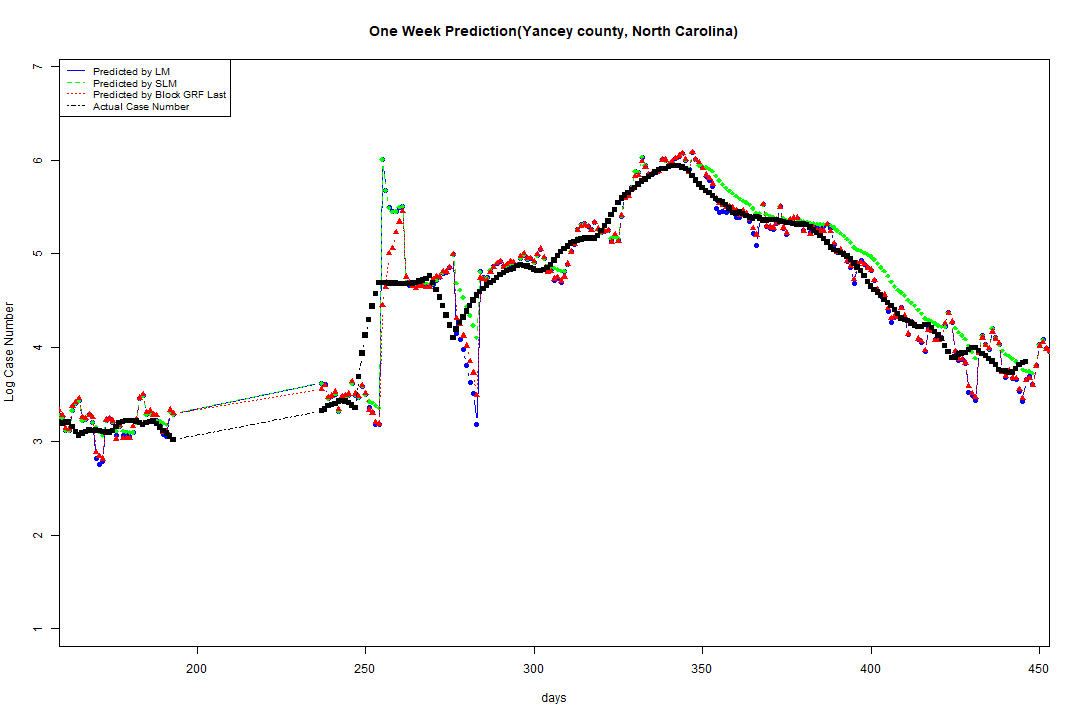 One Week Prediction(Yancey county, North Carolina)
Predicted by LM
Predicted by SLM
Predicted by Block GRF Last
Actual Case Number
Log Case Number
7
6
5
4
3
2
1
200
250
300
350
400
450
days